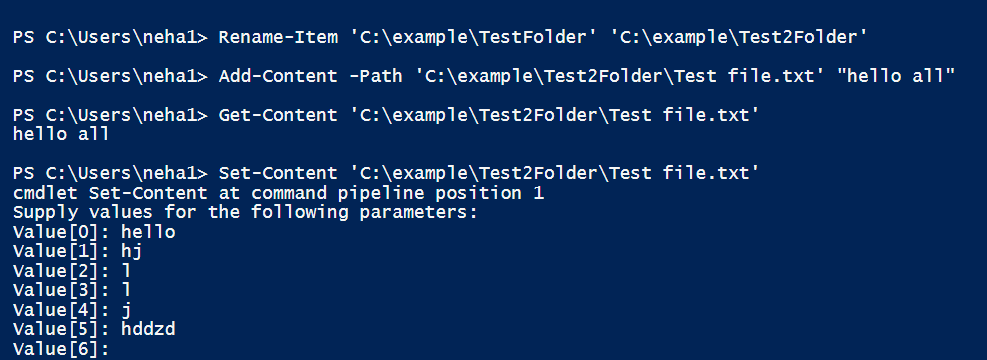 PS C:\Users\neha1> Rename-Item 'C:\example\TestFolder' 'C:\example\Test2Folder'
PS C:\Users\neha1> Add-Content -Path 'C:\example\Test2Folder\Test file.txt' "hello all"
PS C:\Users\neha1> Get-Content 'C:\example\Test2Folder\Test file.txt'
hello all
PS C:\Users\neha1> Set-Content 'C:\example\Test2Folder\Test file.txt'
cmdlet Set-Content at command pipeline position 1
Supply values for the following parameters:
Value[0]: hello
Value[1]: hj
Value[2]: l
Value[3]: l
Value[4]: j
Value[5]: hddzd
Value[6]: